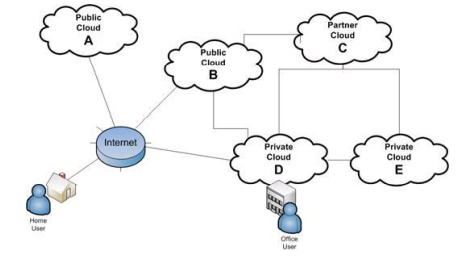 Public
Cloud
A
Public
Cloud
B
Partner
Cloud
C
Internet
Private
Cloud
D
Private
Cloud
E
Home
User
Office
User